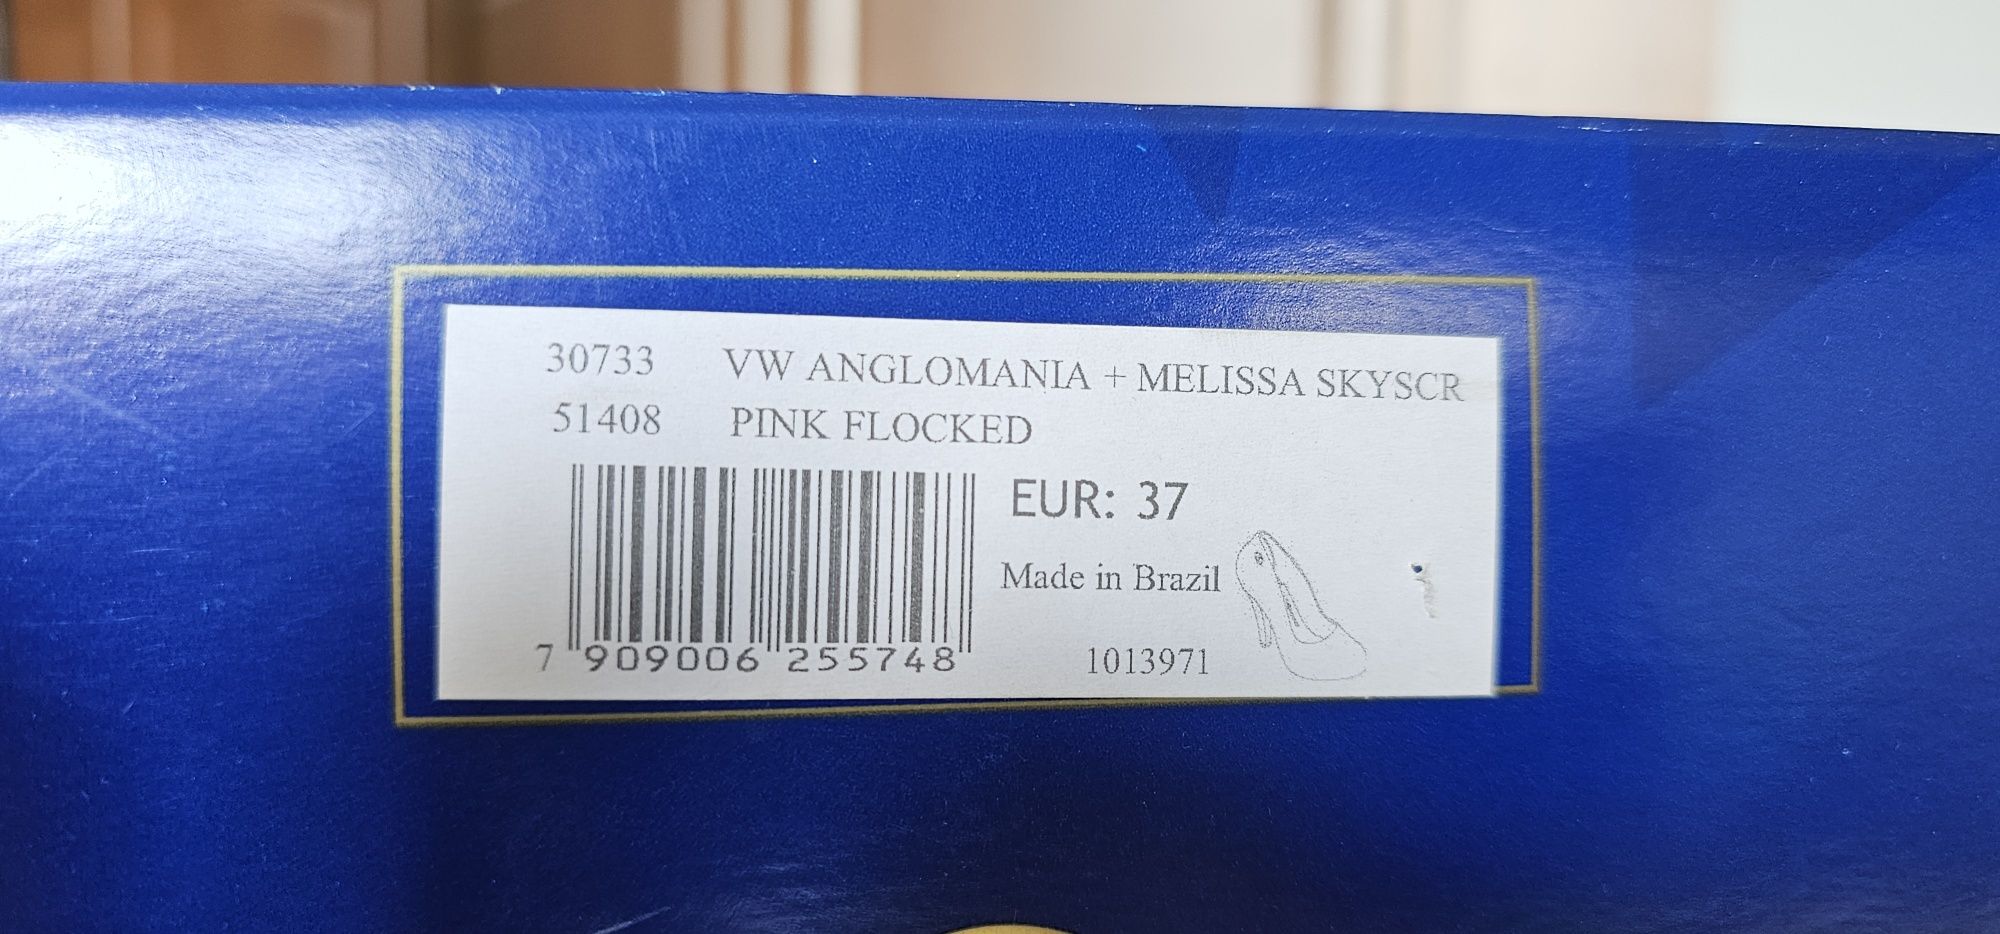 30733 VW ANGLOMANIA + MELISSA SKYSCR
51408 PINK FLOCKED
EUR: 37
Made in Brazil
7 909006 255748
1013971